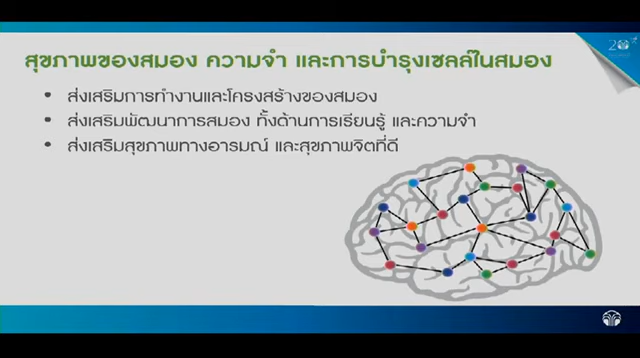 สุขภาพของสมอง ความจำ และการบำรุงเซลล์ในสมอง
• ส่งเสริมการทำงานและโครงสร้างของสมอง
• ส่งเสริมพัฒนาการสมอง ทั้งด้านการเรียนรู้ และความจำ
• ส่งเสริมสุขภาพทางอารมณ์ และสุขภาพจิตที่ดี